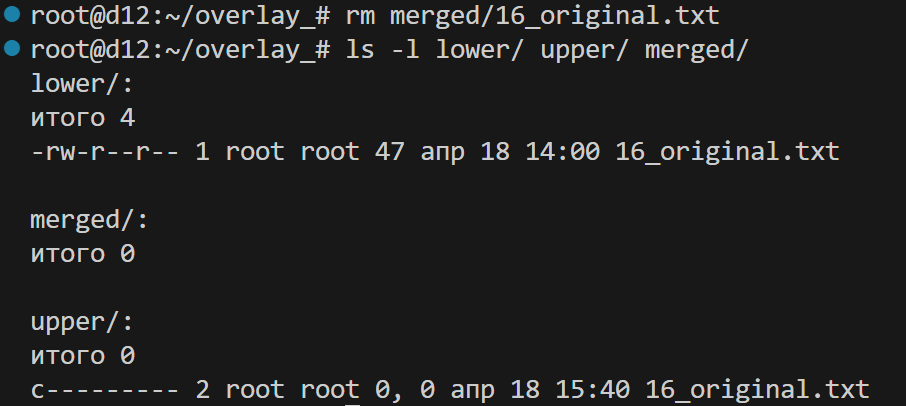 root@d12:~/overlay_# rm merged/16_original.txt
root@d12:~/overlay_# ls -l lower/ upper/ merged/
lower/:
итого 4
-rw-r--r-- 1 root root 47 апр 18 14:00 16_original.txt
merged/:
итого 0
upper/:
итого 0
c--------- 2 root root 0, 0 апр 18 15:40 16_original.txt